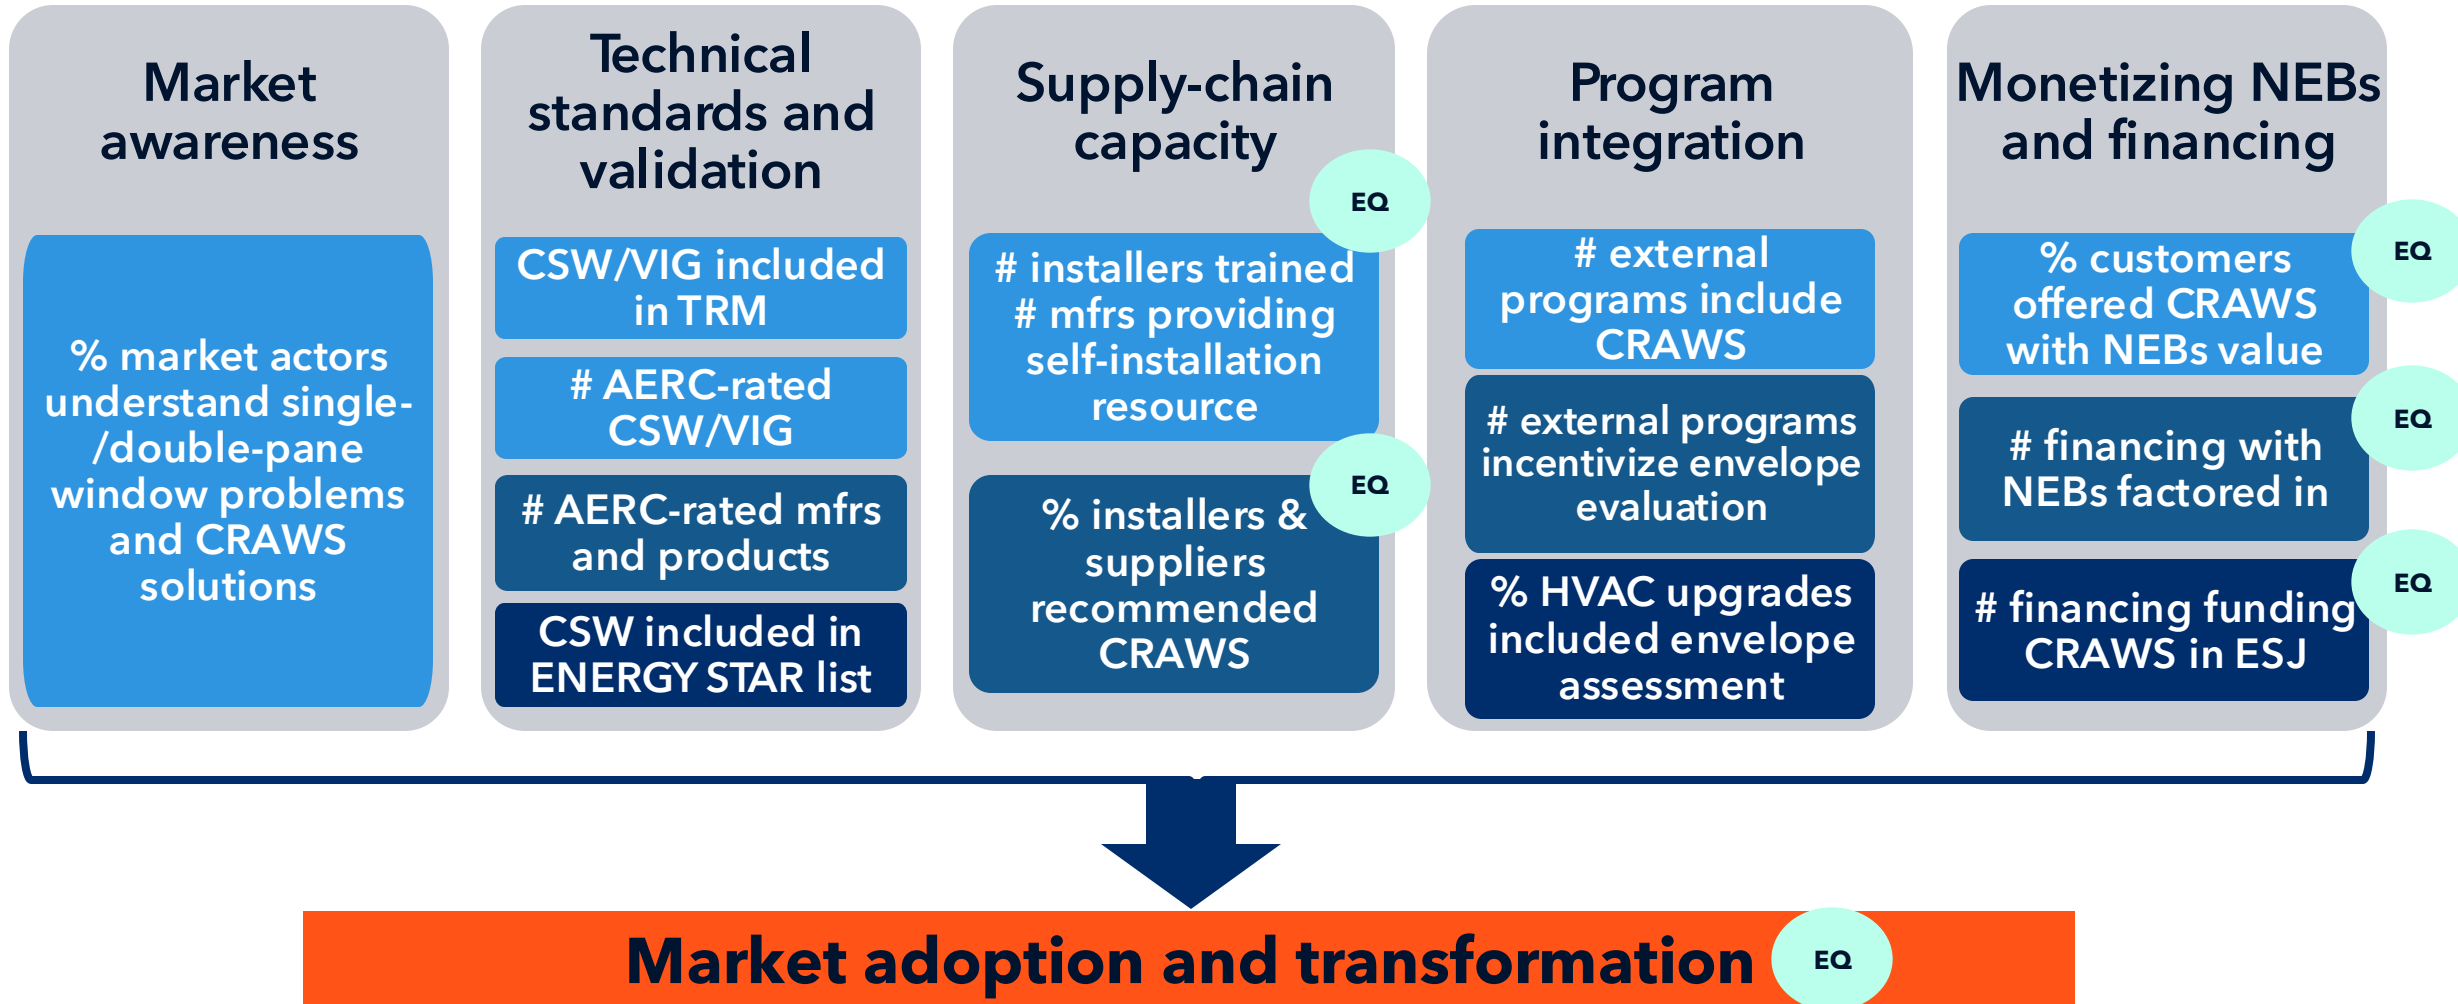 Market
awareness
% market actors
understand single-
/double-pane
window problems
and CRAWS
solutions
Technical
standards and
validation
CSW/VIG included
in TRM
# AERC-rated
CSW/VIG
# AERC-rated mfrs
and products
CSW included in
ENERGY STAR list
Supply-chain
capacity
EQ
# installers trained
# mfrs providing
self-installation
resource
EQ
% installers &
suppliers
recommended
CRAWS
Program
integration
# external
programs include
CRAWS
# external programs
incentivize envelope
evaluation
% HVAC upgrades
included envelope
assessment
Monetizing NEBs
and financing
EQ
% customers
offered CRAWS
with NEBs value
EQ
# financing with
NEBs factored in
EQ
# financing funding
CRAWS in ESJ
Market adoption and transformation
EQ